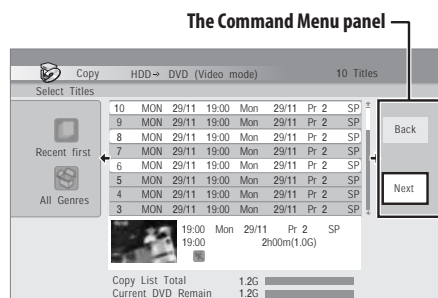 The Command Menu panel
Copy HDD→ DVD (Video mode) 10 Titles
Select Titles
Recent first
All Genres
10 MON 29/11 19:00 Mon 29/11 Pr 2 SP
9 MON 29/11 19:00 Mon 29/11 Pr 2 SP
8 MON 29/11 19:00 Mon 29/11 Pr 2 SP
7 MON 29/11 19:00 Mon 29/11 Pr 2 SP
6 MON 29/11 19:00 Mon 29/11 Pr 2 SP
5 MON 29/11 19:00 Mon 29/11 Pr 2 SP
4 MON 29/11 19:00 Mon 29/11 Pr 2 SP
3 MON 29/11 19:00 Mon 29/11 Pr 2 SP
19:00 Mon 29/11 Pr 2 SP
19:00 2h00m(1.0G)
Copy List Total 1.2G
Current DVD Remain 1.2G
Back
Next